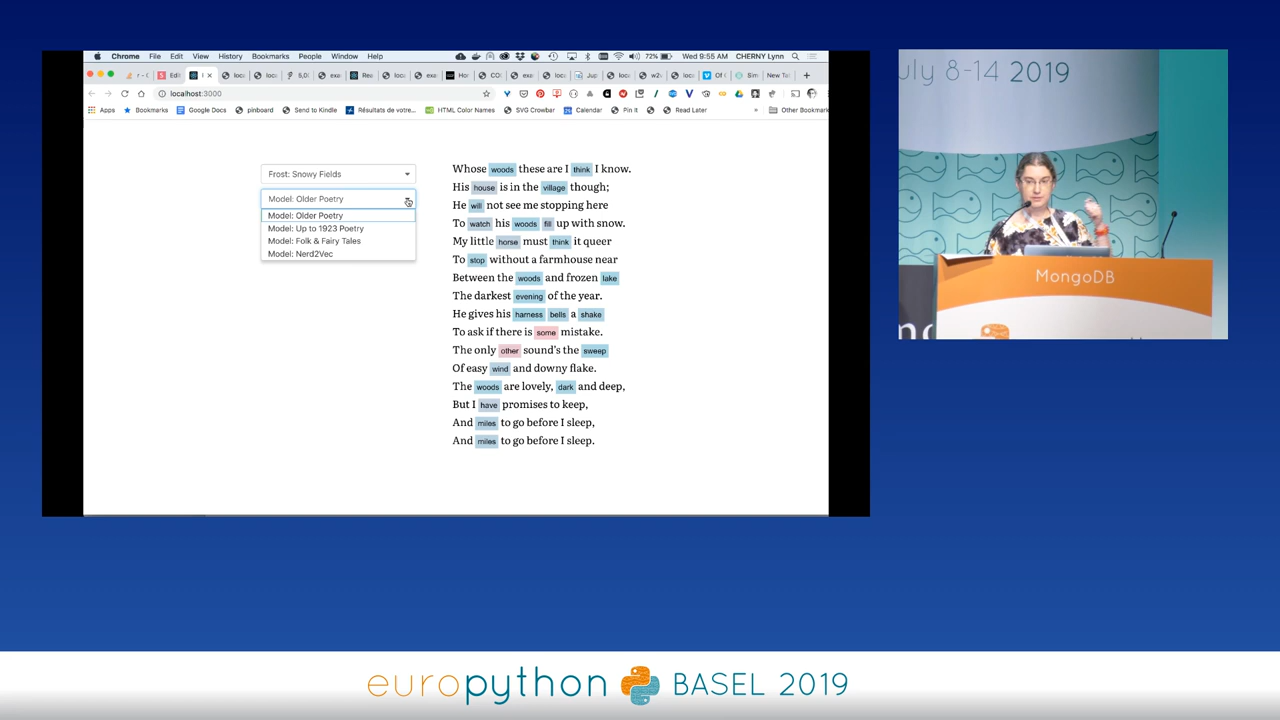 Chrome File Edit View History Bookmarks People Window Help
72% Wed 9:55 AM CHERNY Lynn
localhost:3000
Apps Bookmarks Google Docs pinboard Send to Kindle Résultats de votre... HTML Color Names SVG Crowbar Calendar Pin It Read Later » Other Bookmark
Frost: Snowy Fields
Model: Older Poetry
Model: Older Poetry
Model: Up to 1923 Poetry
Model: Folk & Fairy Tales
Model: Nerd2Vec
Whose woods these are I think I know.
His house is in the village though;
He will not see me stopping here
To watch his woods fill up with snow.
My little horse must think it queer
To stop without a farmhouse near
Between the woods and frozen lake
The darkest evening of the year.
He gives his harness bells a shake
To ask if there is some mistake.
The only other sound's the sweep
Of easy wind and downy flake.
The woods are lovely, dark and deep,
But I have promises to keep,
And miles to go before I sleep,
And miles to go before I sleep.
uly 8-14 2019
MongoDB
europython BASEL 2019